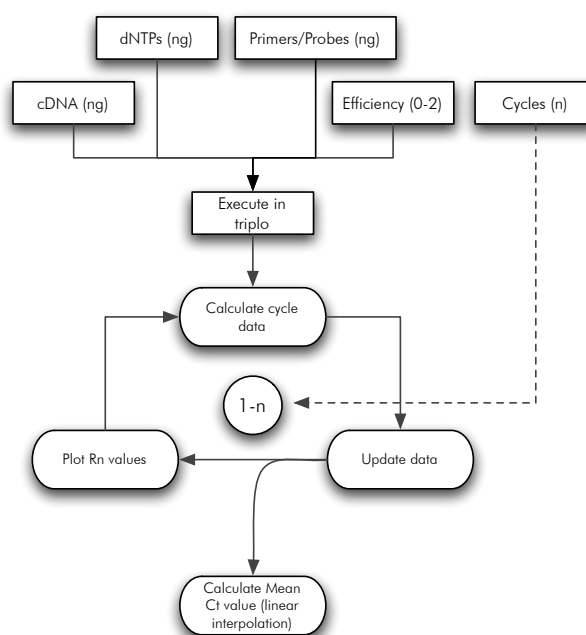 dNTPs (ng)
Primers/Probes (ng)
cDNA (ng)
Efficiency (0-2)
Cycles (n)
Execute in
triplo
Calculate cycle
data
1-n
Plot Rn values
Update data
Calculate Mean
Ct value (linear
interpolation)